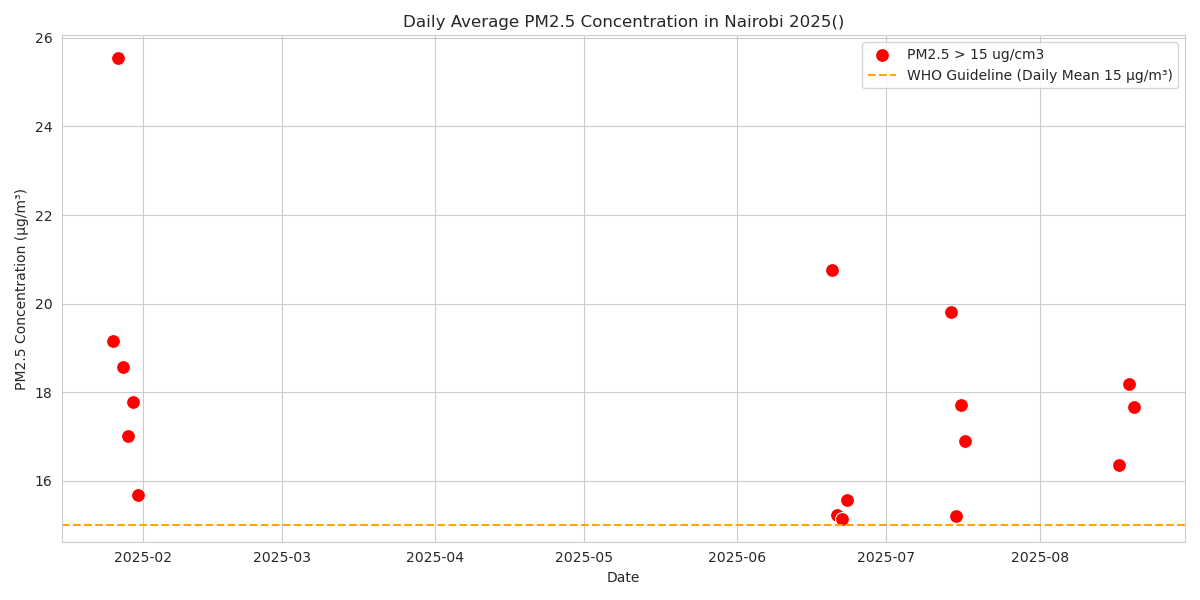 Daily Average PM2.5 Concentration in Nairobi 2025()
PM2.5 > 15 ug/cm3
WHO Guideline (Daily Mean 15 µg/m³)
PM2.5 Concentration (µg/m³)
26
24
22
20
18
16
2025-02 2025-03 2025-04 2025-05 2025-06 2025-07 2025-08
Date